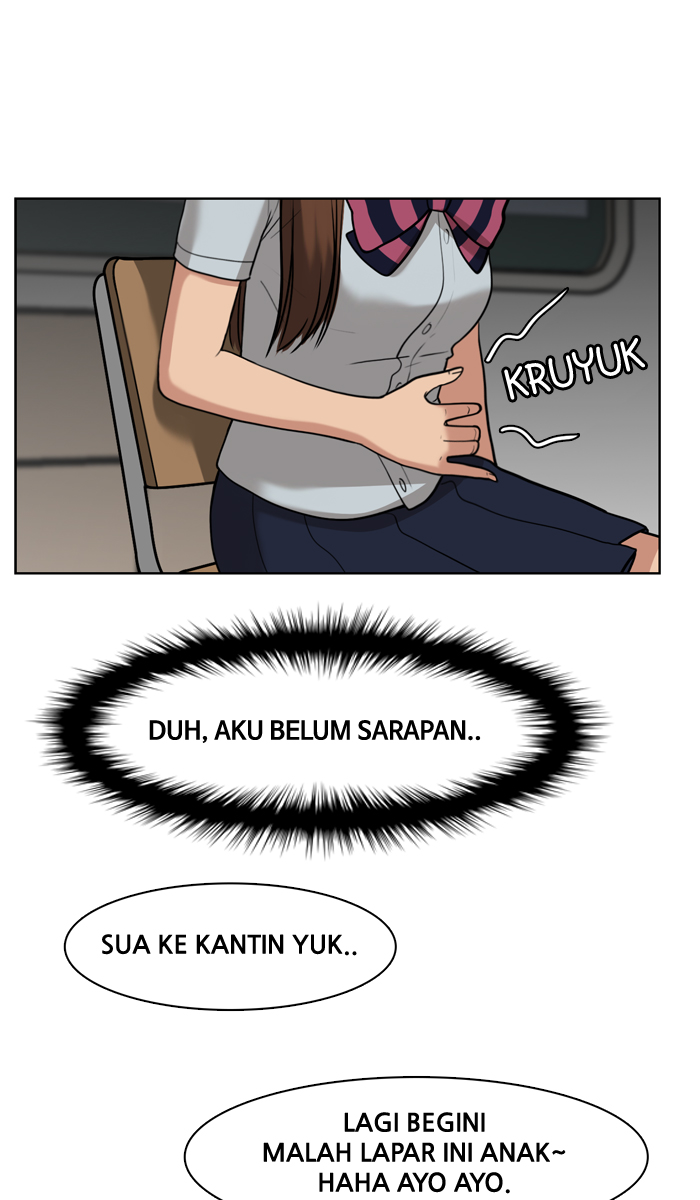 KRUYUK
DUH, AKU BELUM SARAPAN..
SUA KE KANTIN YUK..
LAGI BEGINI
MALAH LAPAR INI ANAK~
HAHA AYO AYO.